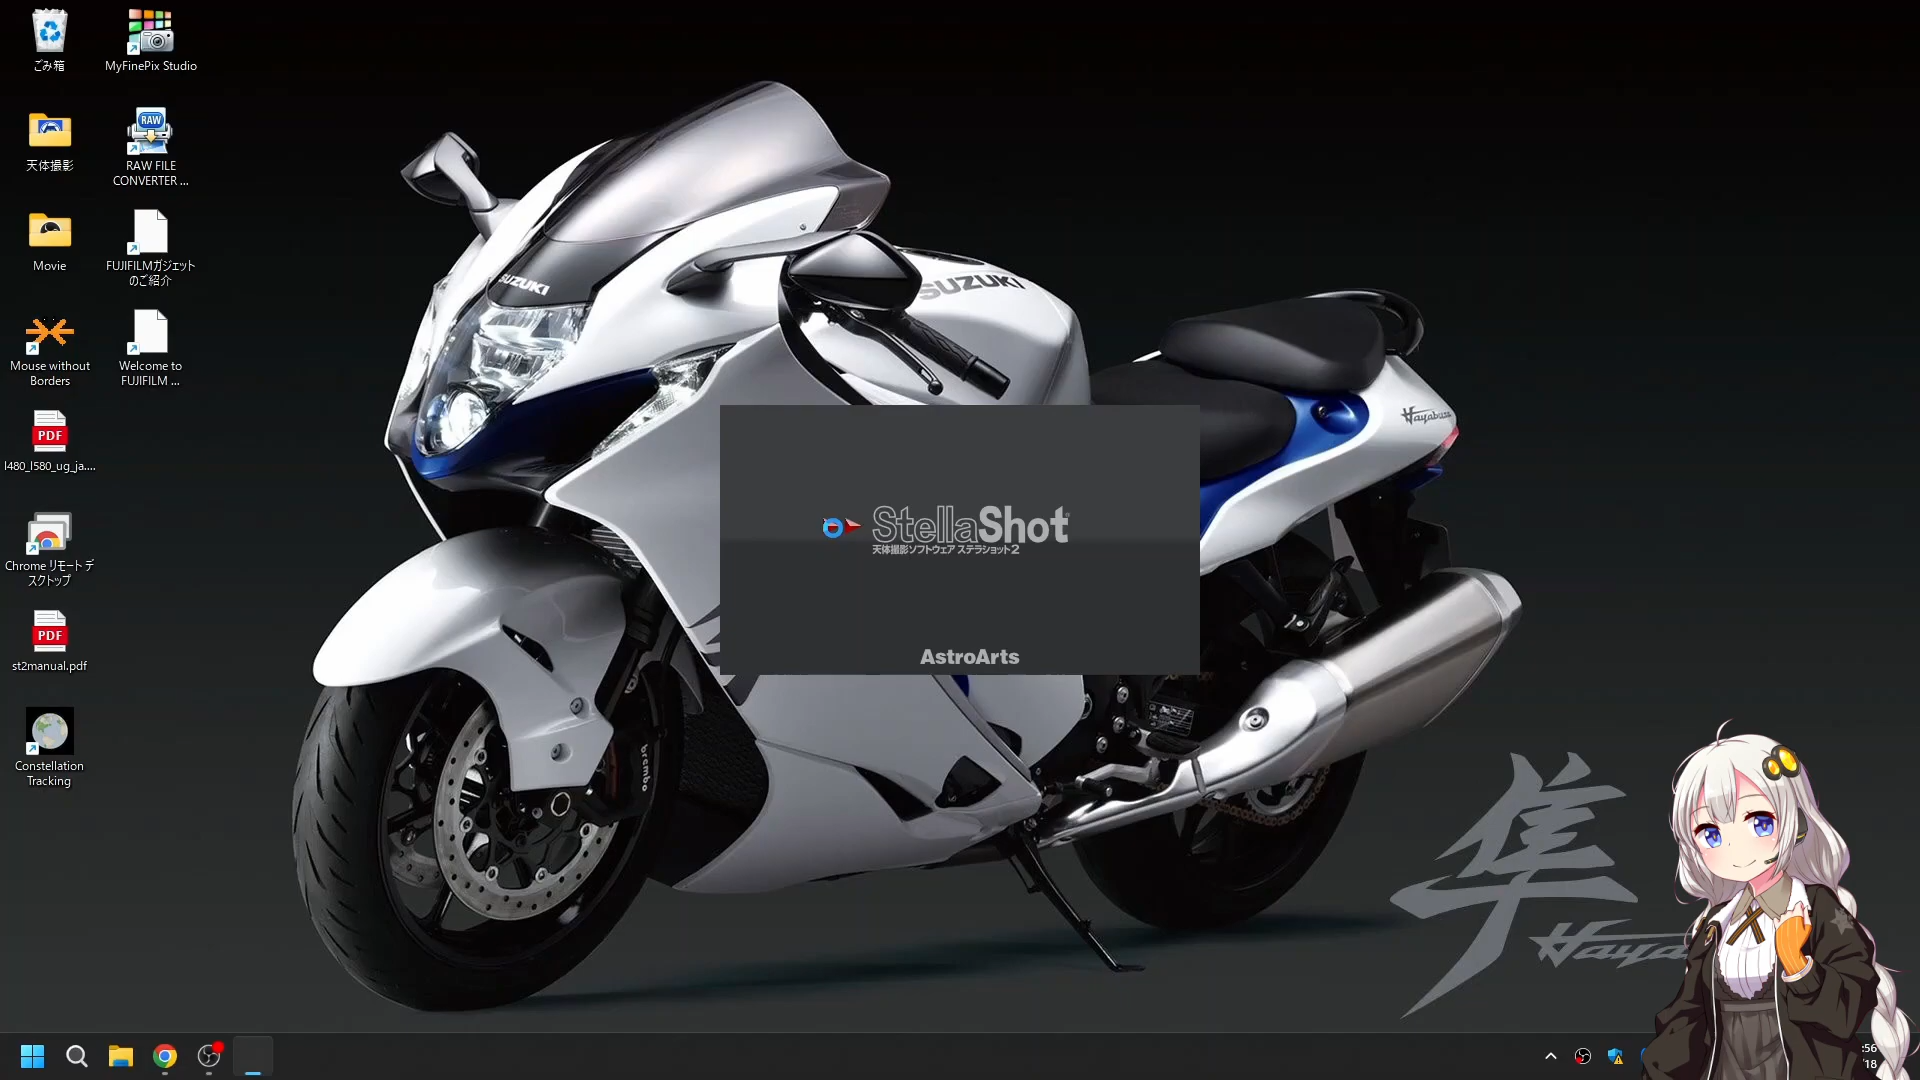 ごみ箱
MyFinePix Studio
天体撮影
RAW FILE
CONVERTER ...
Movie
FUJIFILMガジェット
のご紹介
Mouse without
Borders
Welcome to
FUJIFILM ...
PDF
l480_l580_ug_ja....
Chrome リモート デ
スクトップ
PDF
st2manual.pdf
Constellation
Tracking
RAW
SUZUKI
SUZUKI
Hayabusa
brembo
StellaShot
天体撮影ソフトウェア ステラショット2
AstroArts
隼
Haya
:56
/18